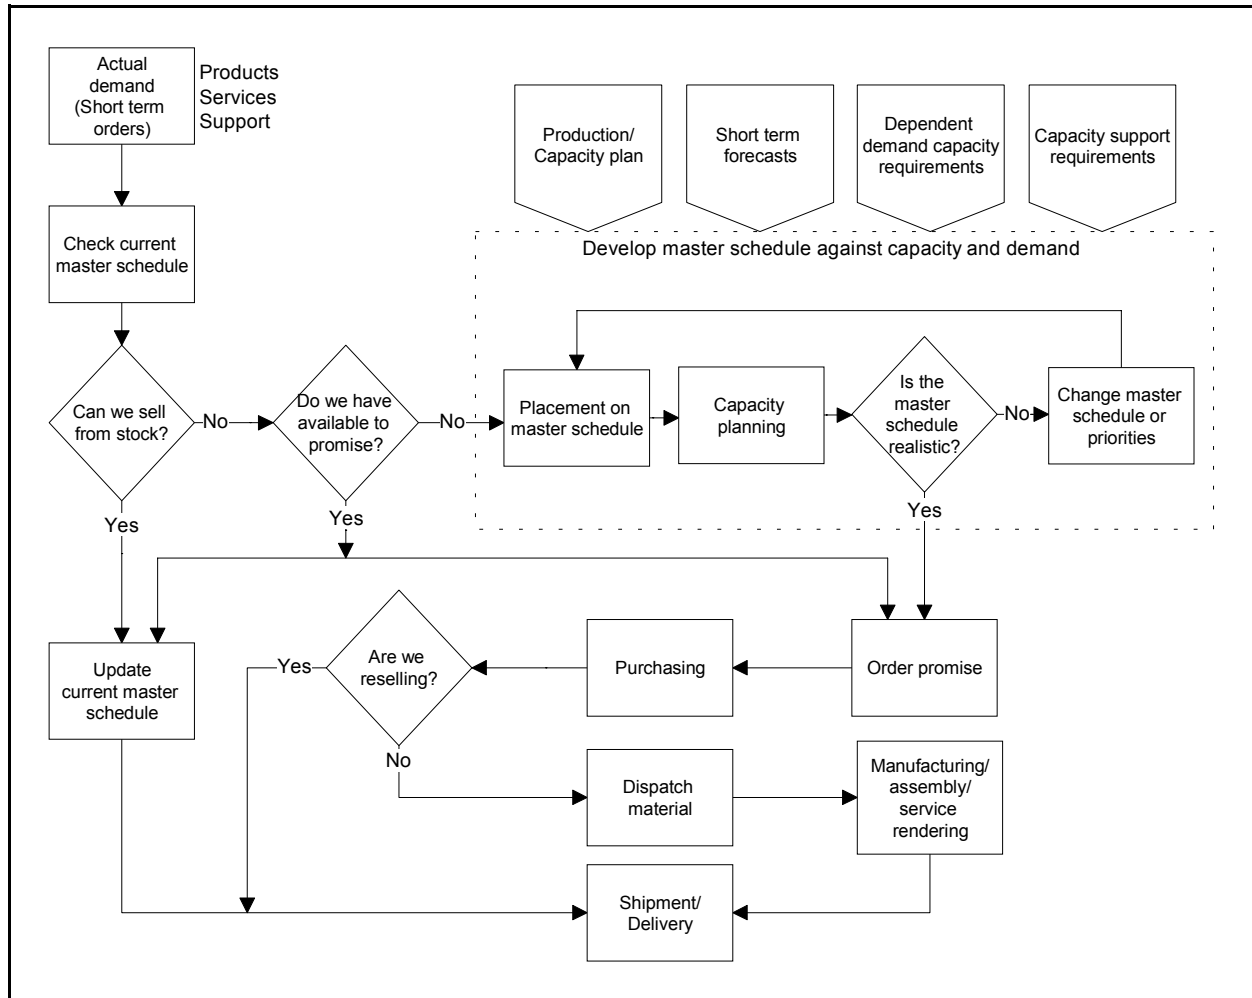 Actual
demand
(Short term
orders)
Products
Services
Support
Production/
Capacity plan
Short term
forecasts
Dependent
demand capacity
requirements
Capacity support
requirements
Check current
master schedule
Develop master schedule against capacity and demand
Can we sell
from stock?
No
Do we have
available to
promise?
No
Placement on
master schedule
Capacity
planning
Is the
master
schedule
realistic?
No
Change master
schedule or
priorities
Yes
Yes
Yes
Update
current master
schedule
Yes
Are we
reselling?
Purchasing
Order promise
No
Dispatch
material
Manufacturing/
assembly/
service
rendering
Shipment/
Delivery